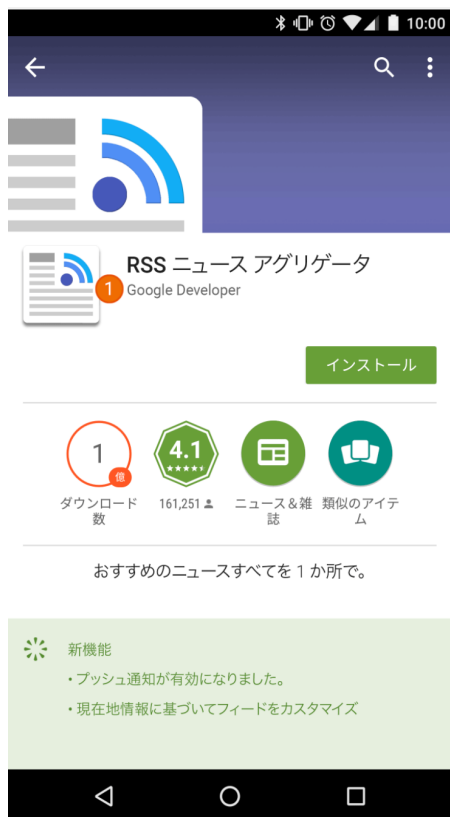 10:00
RSS ニュース アグリゲータ
1
Google Developer
インストール
1
億
4.1
ダウンロード
数
161,251
ニュース＆雑
誌
類似のアイテ
ム
おすすめのニュースすべてを 1 か所で。
新機能
・プッシュ通知が有効になりました。
・現在地情報に基づいてフィードをカスタマイズ